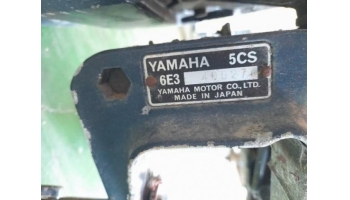 YAMAHA 5CS
6E3
YAMAHA MOTOR CO., LTD.
MADE IN JAPAN